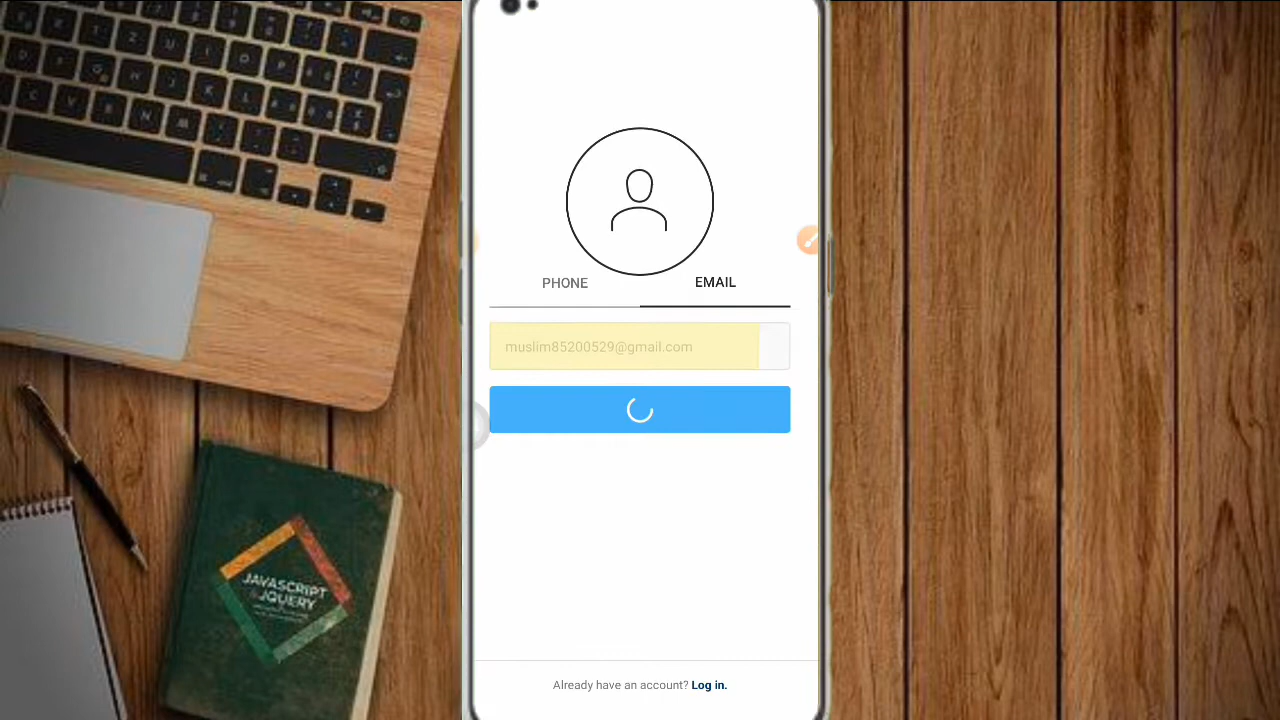 PHONE
EMAIL
muslim85200529@gmail.com
Already have an account? Log in.
JAVASCRIPT
&JQUERY